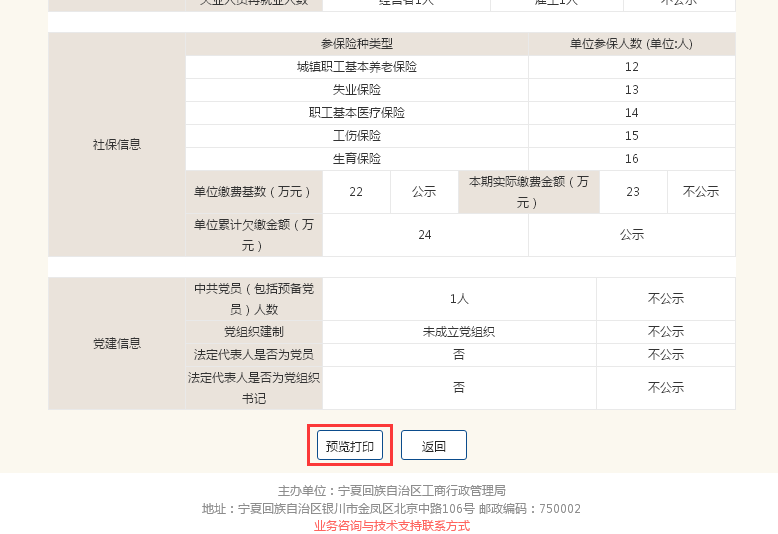 失业人员再就业人数 经营者1人 雇工1人 不公示
参保险种类型 单位参保人数 (单位:人)
城镇职工基本养老保险 12
失业保险 13
职工基本医疗保险 14
社保信息
工伤保险 15
生育保险 16
单位缴费基数（万元） 22 公示 本期实际缴费金额（万
元） 23 不公示
单位累计欠缴金额（万
元） 24 公示
中共党员（包括预备党
员）人数 1人 不公示
党组织建制 未成立党组织 不公示
党建信息
法定代表人是否为党员 否 不公示
法定代表人是否为党组织
书记 否 不公示
预览打印 返回
主办单位：宁夏回族自治区工商行政管理局
地址：宁夏回族自治区银川市金凤区北京中路106号 邮政编码：750002
业务咨询与技术支持联系方式